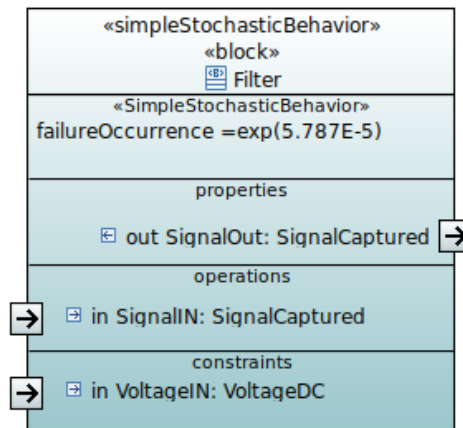 «simpleStochasticBehavior»
«block»
Filter
«SimpleStochasticBehavior»
failureOccurrence =exp(5.787E-5)
properties
out SignalOut: SignalCaptured
operations
in SignalIN: SignalCaptured
constraints
in VoltageIN: VoltageDC